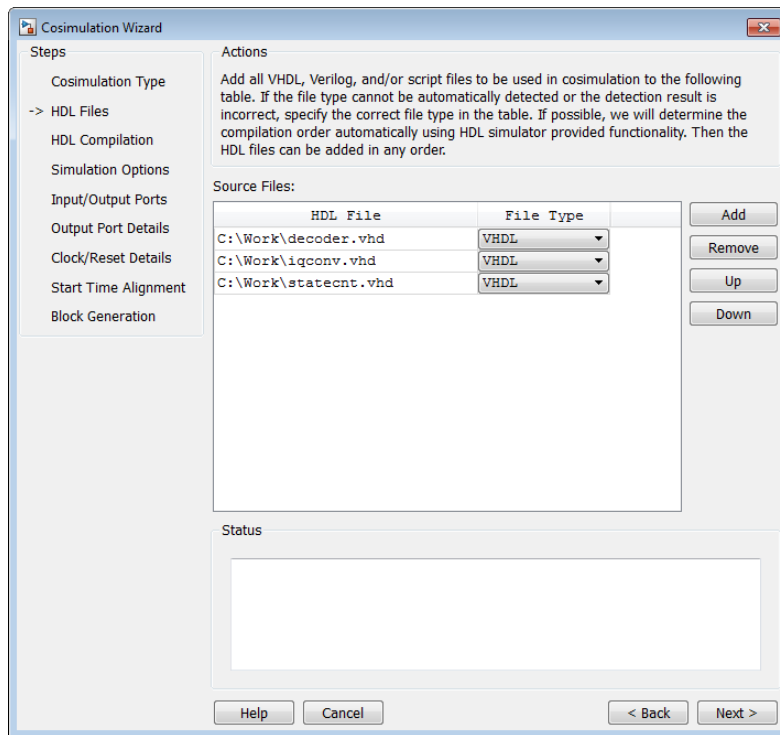 Cosimulation Wizard
Steps
Cosimulation Type
-> HDL Files
HDL Compilation
Simulation Options
Input/Output Ports
Output Port Details
Clock/Reset Details
Start Time Alignment
Block Generation
Actions
Add all VHDL, Verilog, and/or script files to be used in cosimulation to the following
table. If the file type cannot be automatically detected or the detection result is
incorrect, specify the correct file type in the table. If possible, we will determine the
compilation order automatically using HDL simulator provided functionality. Then the
HDL files can be added in any order.
Source Files:
HDL File File Type
C:\Work\decoder.vhd VHDL
C:\Work\iqconv.vhd VHDL
C:\Work\statecnt.vhd VHDL
Add
Remove
Up
Down
Status
Help Cancel < Back Next >